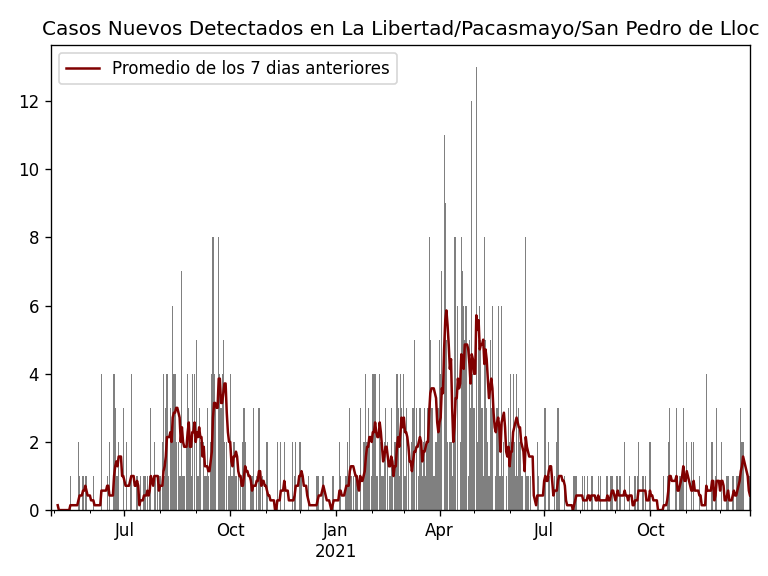 Casos Nuevos Detectados en La Libertad/Pacasmayo/San Pedro de Lloc
Promedio de los 7 dias anteriores
12
10
8
6
4
2
0
Jul Oct Jan Apr Jul Oct
2021